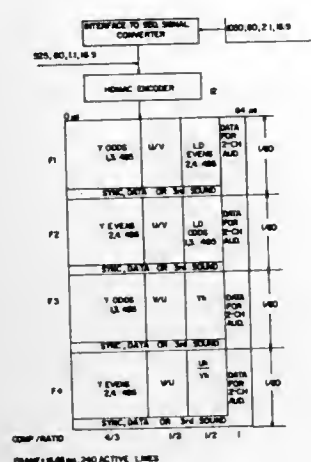 INTERFACE TO SEQ. SIGNAL
CONVERTER
1050, 60, 2:1, 16:9
525, 60, 1:1, 16:9
HDMAC ENCODER
12
0 μs
64 μs
F1
Y ODDS
1,3, 485
U/V
LD
EVENS
2,4, 486
DATA
FOR
2-CH
AUD.
1/60
SYNC, DATA OR 3rd SOUND
F2
Y EVENS
2,4, 486
U/V
LD
ODDS
1,3, 485
DATA
FOR
2-CH
AUD.
1/60
SYNC, DATA OR 3rd SOUND
F3
Y ODDS
1,3, 485
V/U
Yh
DATA
FOR
2-CH
AUD.
1/60
SYNC, DATA OR 3rd SOUND
F4
Y EVENS
2,4, 486
V/U
Yh
DATA
FOR
2-CH
AUD.
1/60
SYNC, DATA OR 3rd SOUND
COMP/RATIO
4/3
1/2
1/2
1
240 ACTIVE LINES